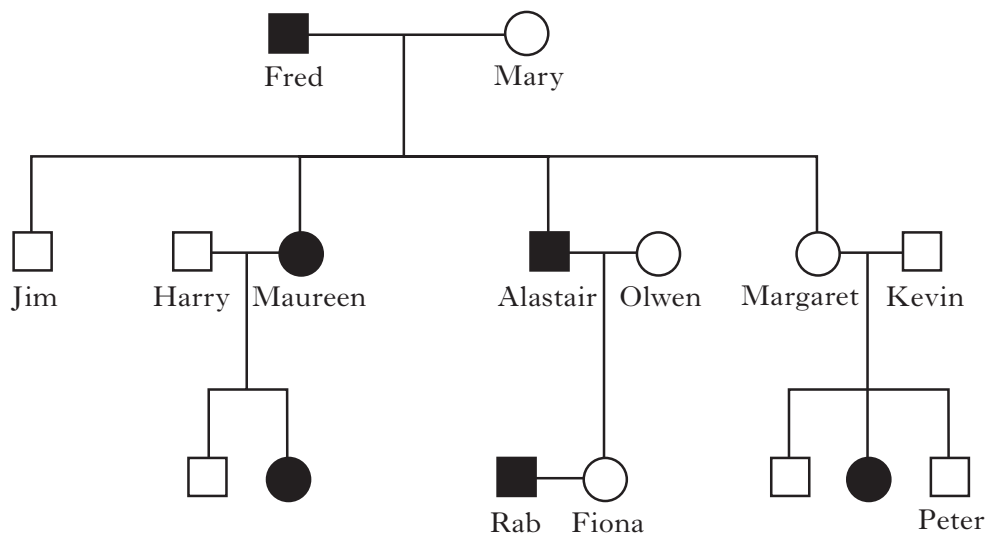 Fred
Mary
Jim
Harry
Maureen
Alastair
Olwen
Margaret
Kevin
Rab
Fiona
Peter